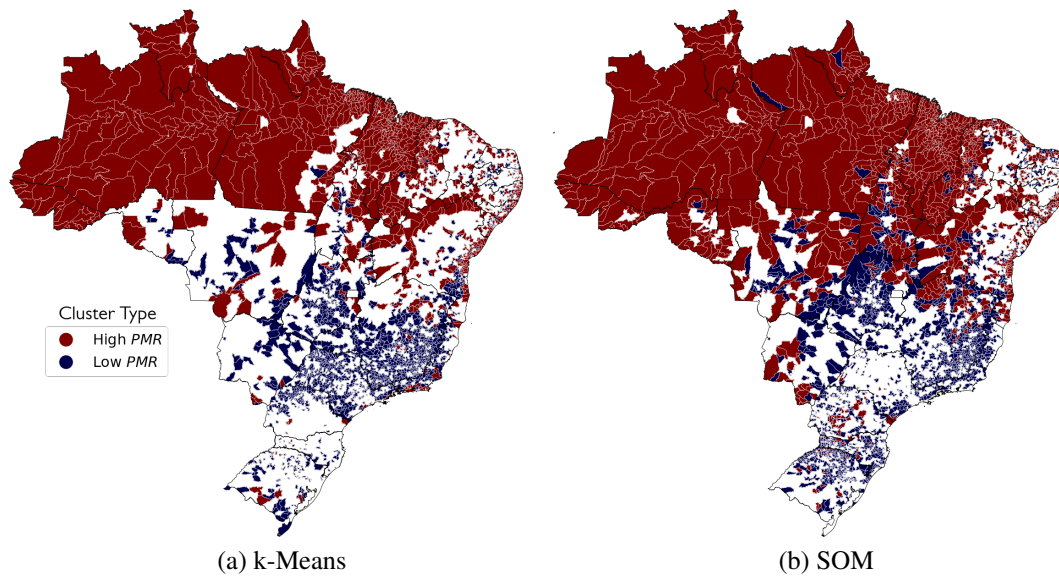 Cluster Type
High PMR
Low PMR
(a) k-Means
(b) SOM